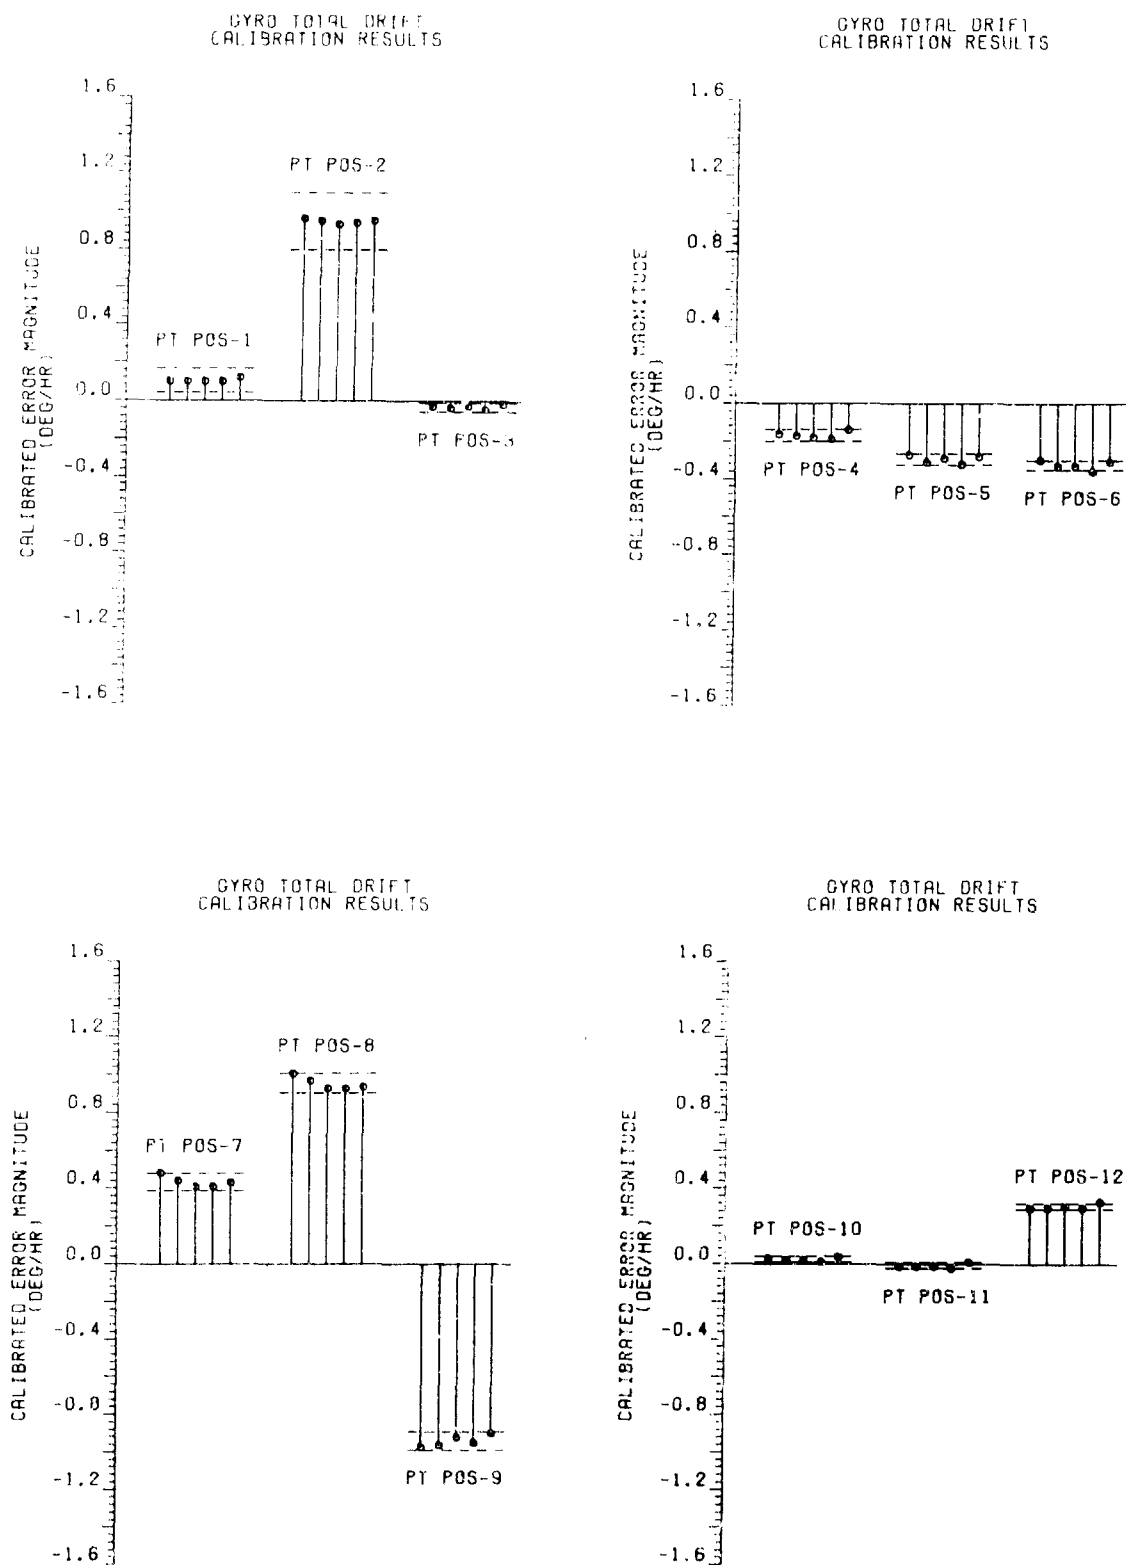 GYRO TOTAL DRIFT
CALIBRATION RESULTS
1.6
1.2
0.8
0.4
0.0
-0.4
-0.8
-1.2
-1.6
CALIBRATED ERROR MAGNITUDE
(DEG/HR)
PT POS-1
PT POS-2
PT POS-3
GYRO TOTAL DRIFT
CALIBRATION RESULTS
1.6
1.2
0.8
0.4
0.0
-0.4
-0.8
-1.2
-1.6
CALIBRATED ERROR MAGNITUDE
(DEG/HR)
PT POS-4
PT POS-5
PT POS-6
GYRO TOTAL DRIFT
CALIBRATION RESULTS
1.6
1.2
0.8
0.4
0.0
-0.4
-0.8
-1.2
-1.6
CALIBRATED ERROR MAGNITUDE
(DEG/HR)
PT POS-7
PT POS-8
PT POS-9
GYRO TOTAL DRIFT
CALIBRATION RESULTS
1.6
1.2
0.8
0.4
0.0
-0.4
-0.8
-1.2
-1.6
CALIBRATED ERROR MAGNITUDE
(DEG/HR)
PT POS-10
PT POS-11
PT POS-12